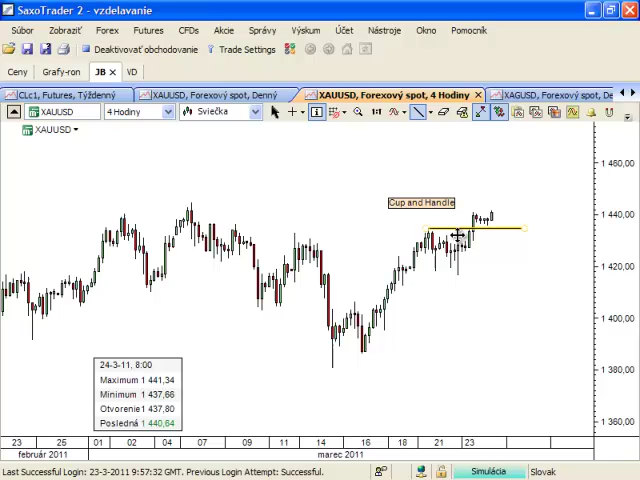 SaxoTrader 2 - vzdelavanie
Súbor Zobraziť Forex Futures CFDs Akcie Správy Výskum Účet Nástroje Okno Pomoc
Deaktivovať obchodovanie Trade Settings
Ceny Grafy-ron JB VD
CLc1, Futures, Týždenný XAUUSD, Forexový spot, Denný XAUUSD, Forexový spot, 4 Hodiny XAGUSD, Forexový spot, De
XAUUSD 4 Hodiny Sviečka 1:1
XAUUSD
1 460,00
Cup and Handle
1 440,00
1 420,00
1 400,00
1 380,00
1 360,00
24-3-11, 8:00
Maximum 1 441,34
Minimum 1 437,66
Otvorenie 1 437,80
Posledná 1 440,64
23 25 01 02 04 07 09 11 14 16 18 21 23
február 2011 marec 2011
Last Successful Login: 23-3-2011 9:57:32 GMT. Previous Login Attempt: Successful. Simulácia Slovak